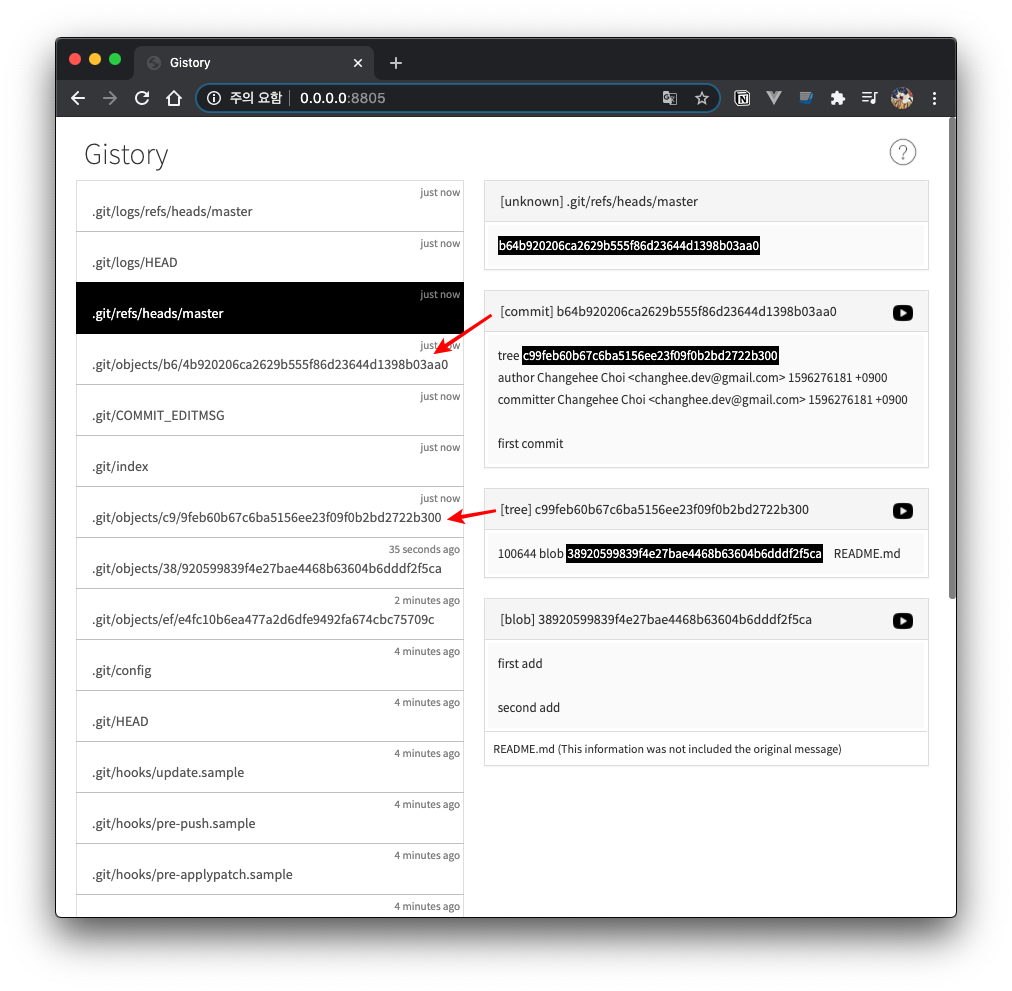 Gistory
주의 요함 0.0.0.0:8805
Gistory
?
just now
.git/logs/refs/heads/master
just now
.git/logs/HEAD
just now
.git/refs/heads/master
just now
.git/objects/b6/4b920206ca2629b555f86d23644d1398b03aa0
just now
.git/COMMIT_EDITMSG
just now
.git/index
just now
.git/objects/c9/9feb60b67c6ba5156ee23f09f0b2bd2722b300
35 seconds ago
.git/objects/38/920599839f4e27bae4468b63604b6dddf2f5ca
2 minutes ago
.git/objects/ef/e4fc10b6ea477a2d6dfe9492fa674cbc75709c
4 minutes ago
.git/config
4 minutes ago
.git/HEAD
4 minutes ago
.git/hooks/update.sample
4 minutes ago
.git/hooks/pre-push.sample
4 minutes ago
.git/hooks/pre-applypatch.sample
4 minutes ago
[unknown] .git/refs/heads/master
b64b920206ca2629b555f86d23644d1398b03aa0
[commit] b64b920206ca2629b555f86d23644d1398b03aa0
tree c99feb60b67c6ba5156ee23f09f0b2bd2722b300
author Changehee Choi <changhee.dev@gmail.com> 1596276181 +0900
committer Changehee Choi <changhee.dev@gmail.com> 1596276181 +0900
first commit
[tree] c99feb60b67c6ba5156ee23f09f0b2bd2722b300
100644 blob 38920599839f4e27bae4468b63604b6dddf2f5ca README.md
[blob] 38920599839f4e27bae4468b63604b6dddf2f5ca
first add
second add
README.md (This information was not included the original message)